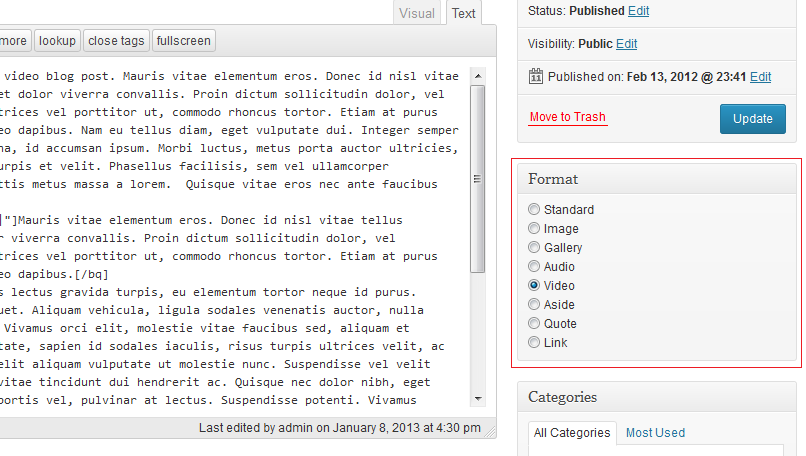 Visual Text
more lookup close tags fullscreen
video blog post. Mauris vitae elementum eros. Donec id nisl vitae
et dolor viverra convallis. Proin dictum sollicitudin dolor, vel
trices vel porttitor ut, commodo rhoncus tortor. Etiam at purus
eo dapibus. Nam eu tellus diam, eget vulputate dui. Integer semper
na, id accumsan ipsum. Morbi luctus, metus porta auctor ultricies,
urpis et velit. Phasellus facilisis, sem vel ullamcorper
ttis metus massa a lorem.  Quisque vitae eros nec ante faucibus
|"]Mauris vitae elementum eros. Donec id nisl vitae tellus
r viverra convallis. Proin dictum sollicitudin dolor, vel
trices vel porttitor ut, commodo rhoncus tortor. Etiam at purus
eo dapibus.[/bq]
s lectus gravida turpis, eu elementum tortor neque id purus.
uet. Aliquam vehicula, ligula sodales venenatis auctor, nulla
Vivamus orci elit, molestie vitae faucibus sed, aliquam et
cate, sapien id sodales iaculis, risus turpis ultrices velit, ac
elit aliquam vulputate ut molestie nunc. Suspendisse vel velit
vitae tincidunt dui hendrerit ac. Quisque nec dolor nibh, eget
portis vel, pulvinar at lectus. Suspendisse potenti. Vivamus
Last edited by admin on January 8, 2013 at 4:30 pm
Status: Published Edit
Visibility: Public Edit
11 Published on: Feb 13, 2012 @ 23:41 Edit
Move to Trash Update
Format
Standard
Image
Gallery
Audio
Video
Aside
Quote
Link
Categories
All Categories Most Used